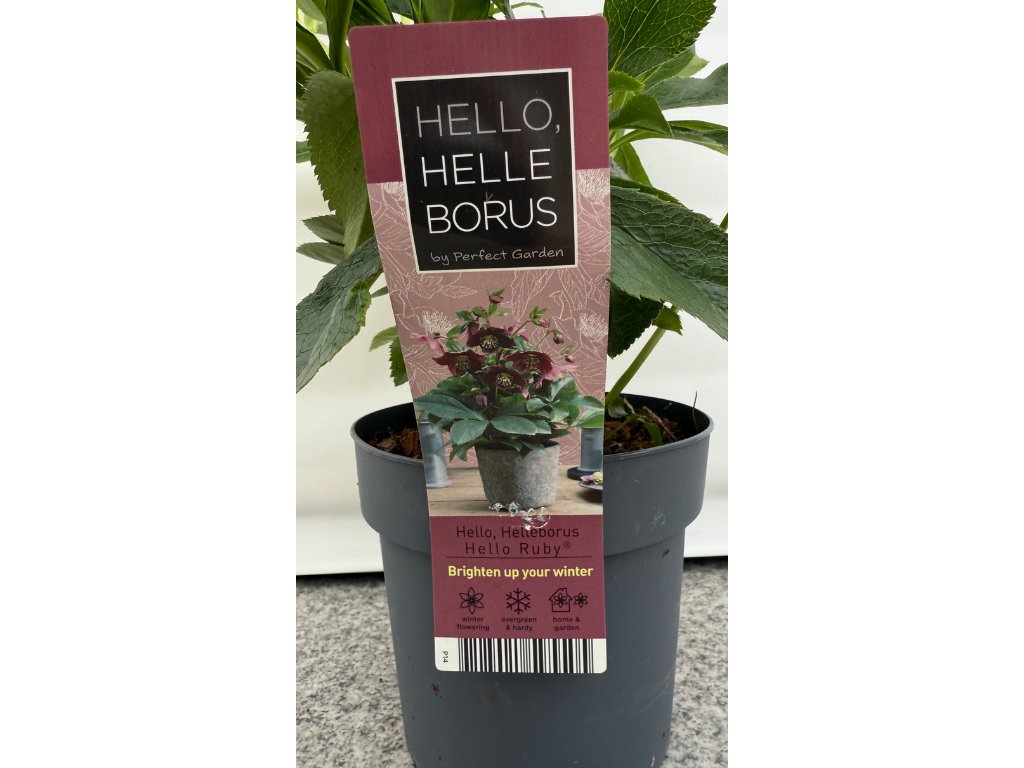 HELLO,
HELLE
BORUS
by Perfect Garden
Hello, Helleborus
Hello Ruby®
Brighten up your winter
winter
flowering
evergreen
& hardy
home &
garden
P14